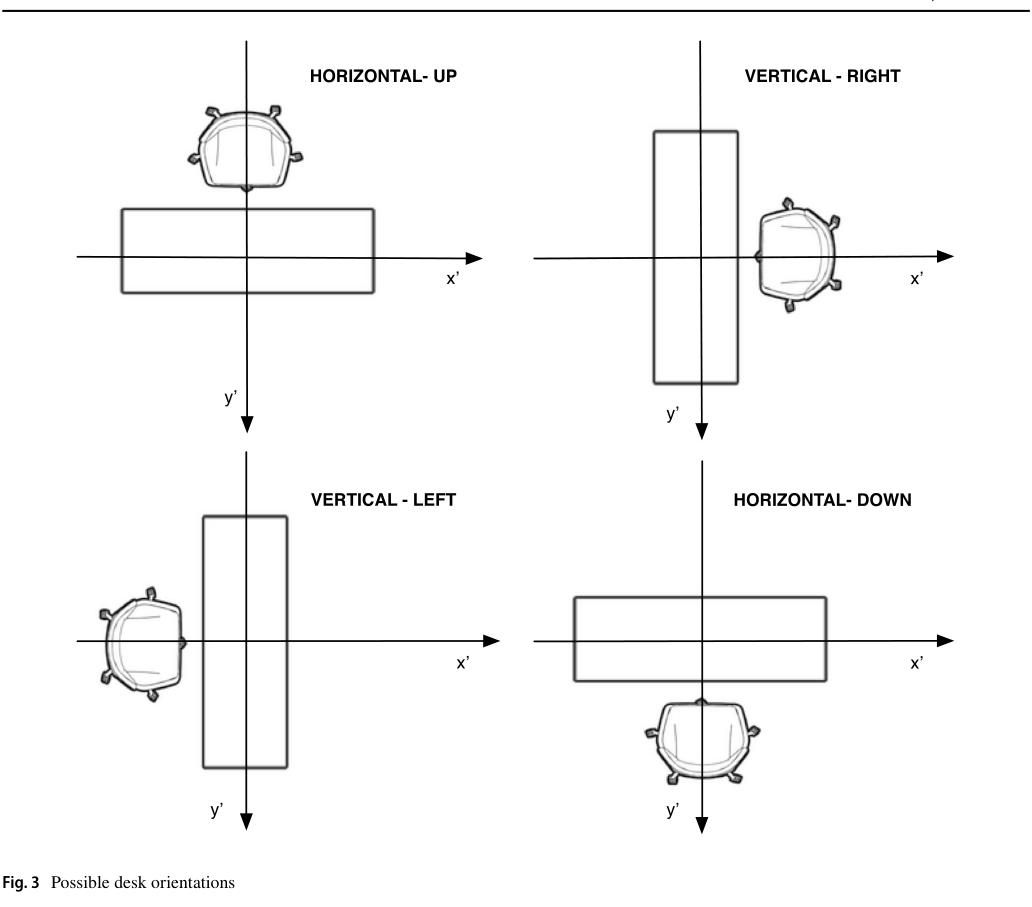 HORIZONTAL- UP
VERTICAL - RIGHT
x’
x’
y’
y’
VERTICAL - LEFT
HORIZONTAL- DOWN
x’
x’
y’
y’
Fig. 3 Possible desk orientations